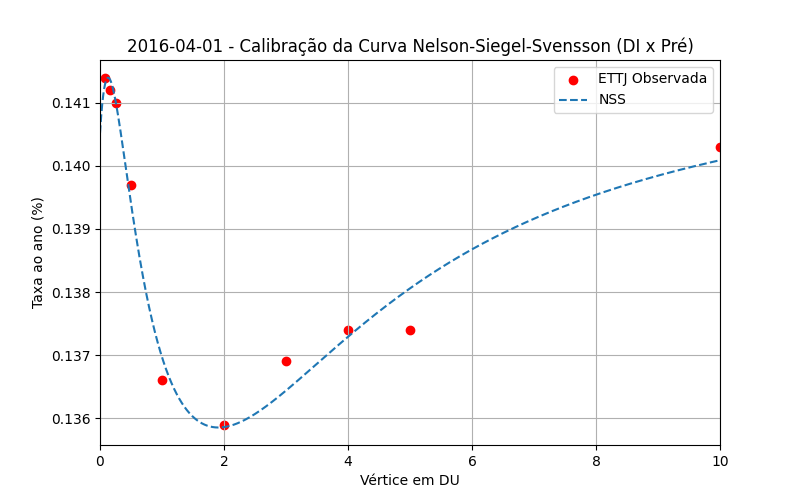 2016-04-01 - Calibração da Curva Nelson-Siegel-Svensson (DI x Pré)
ETTJ Observada
NSS
0.141
0.140
0.139
0.138
0.137
0.136
Taxa ao ano (%)
0 2 4 6 8 10
Vértice em DU